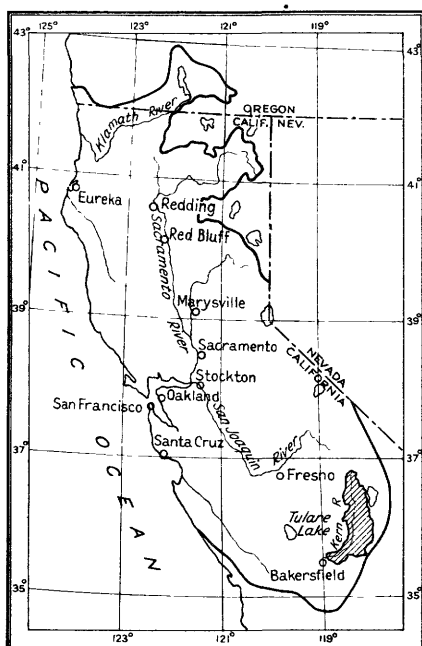 43° 125° 123° 121° 119° 43°
Klamath River
OREGON
CALIF. NEV.
41° 41°
Eureka
Redding
Red Bluff
Sacramento River
Marysville
39° 39°
Sacramento
NEVADA
CALIFORNIA
Stockton
Oakland
San Francisco
San Joaquin River
Santa Cruz
37° 37°
Fresno
PACIFIC OCEAN
Tulare Lake
Kern R
Bakersfield
35° 35°
123° 121° 119°